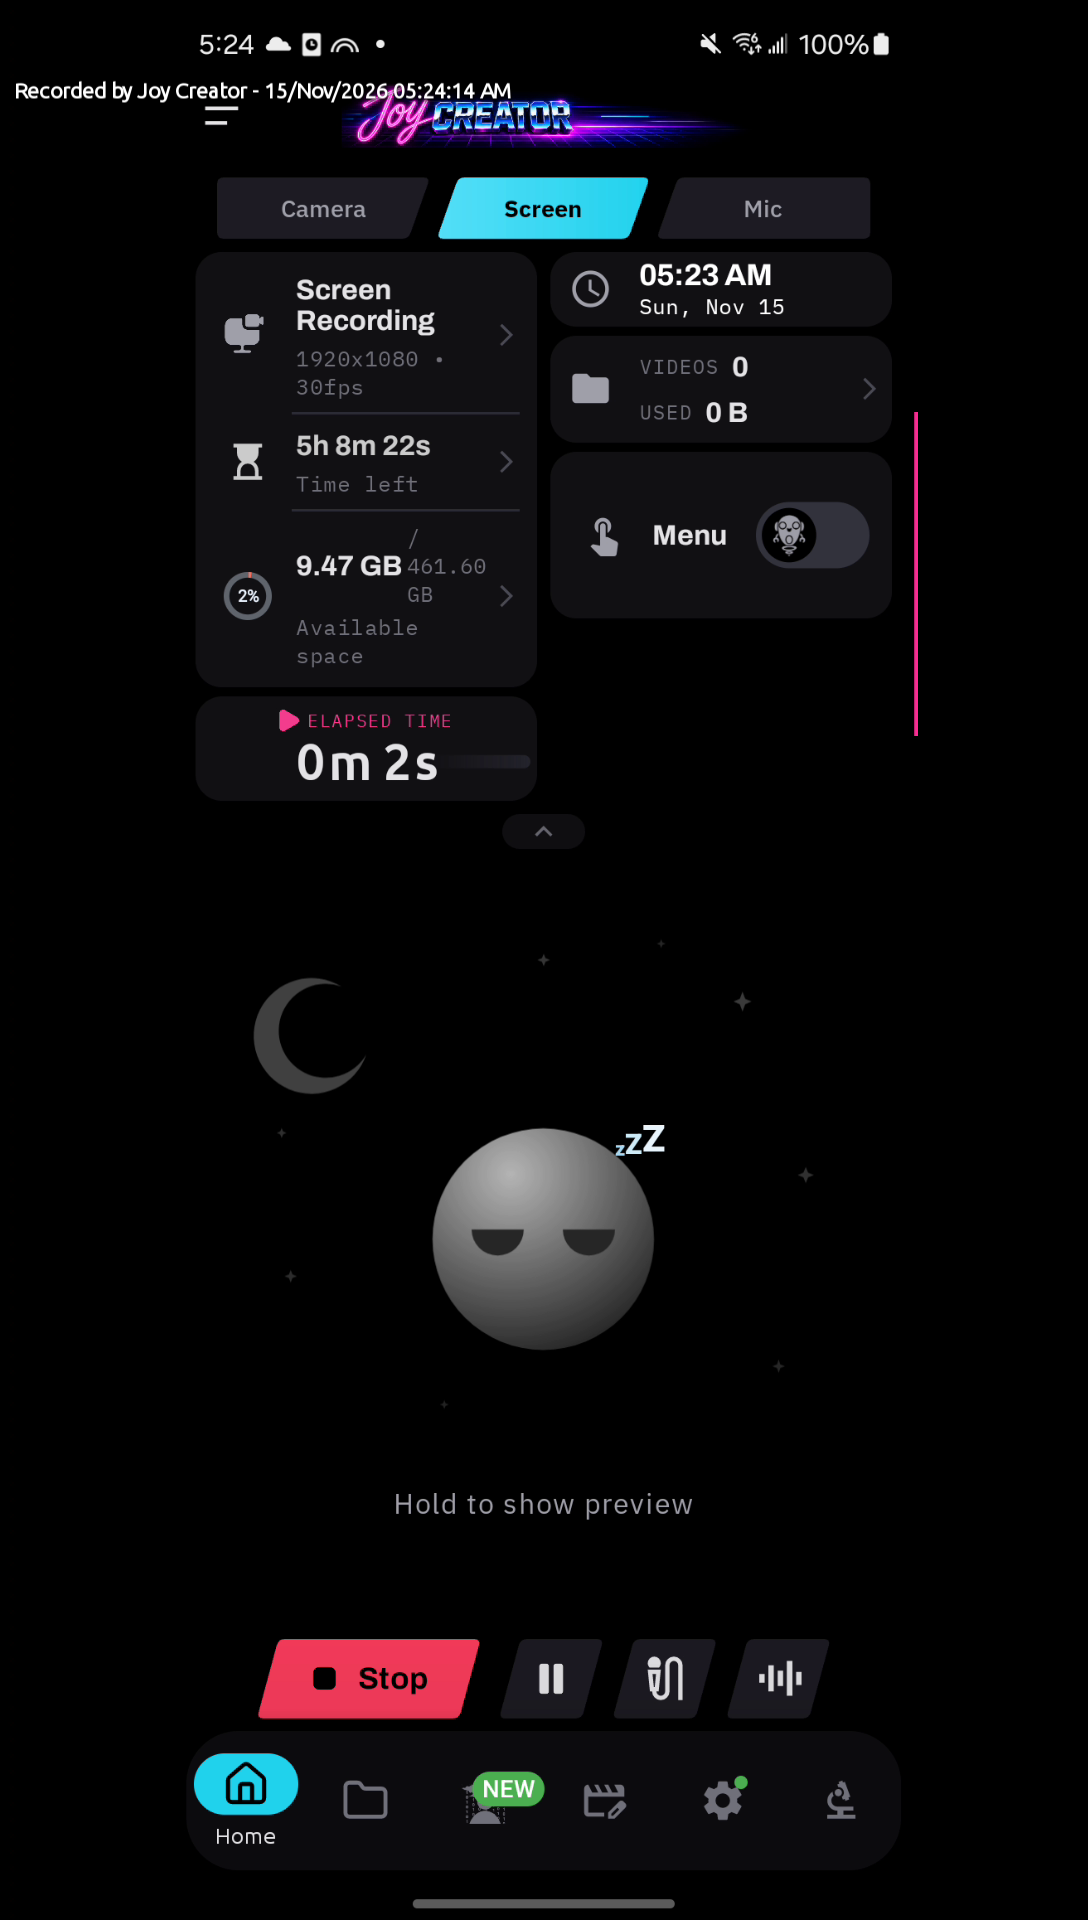 5:24
100%
Recorded by Joy Creator - 15/Nov/2026 05:24:14 AM
Joy CREATOR
Camera
Screen
Mic
Screen
Recording
1920x1080 •
30fps
5h 8m 22s
Time left
2%
9.47 GB / 461.60 GB
Available
space
05:23 AM
Sun, Nov 15
VIDEOS 0
USED 0 B
Menu
ELAPSED TIME
0m 2s
zzZ
Hold to show preview
Stop
NEW
Home